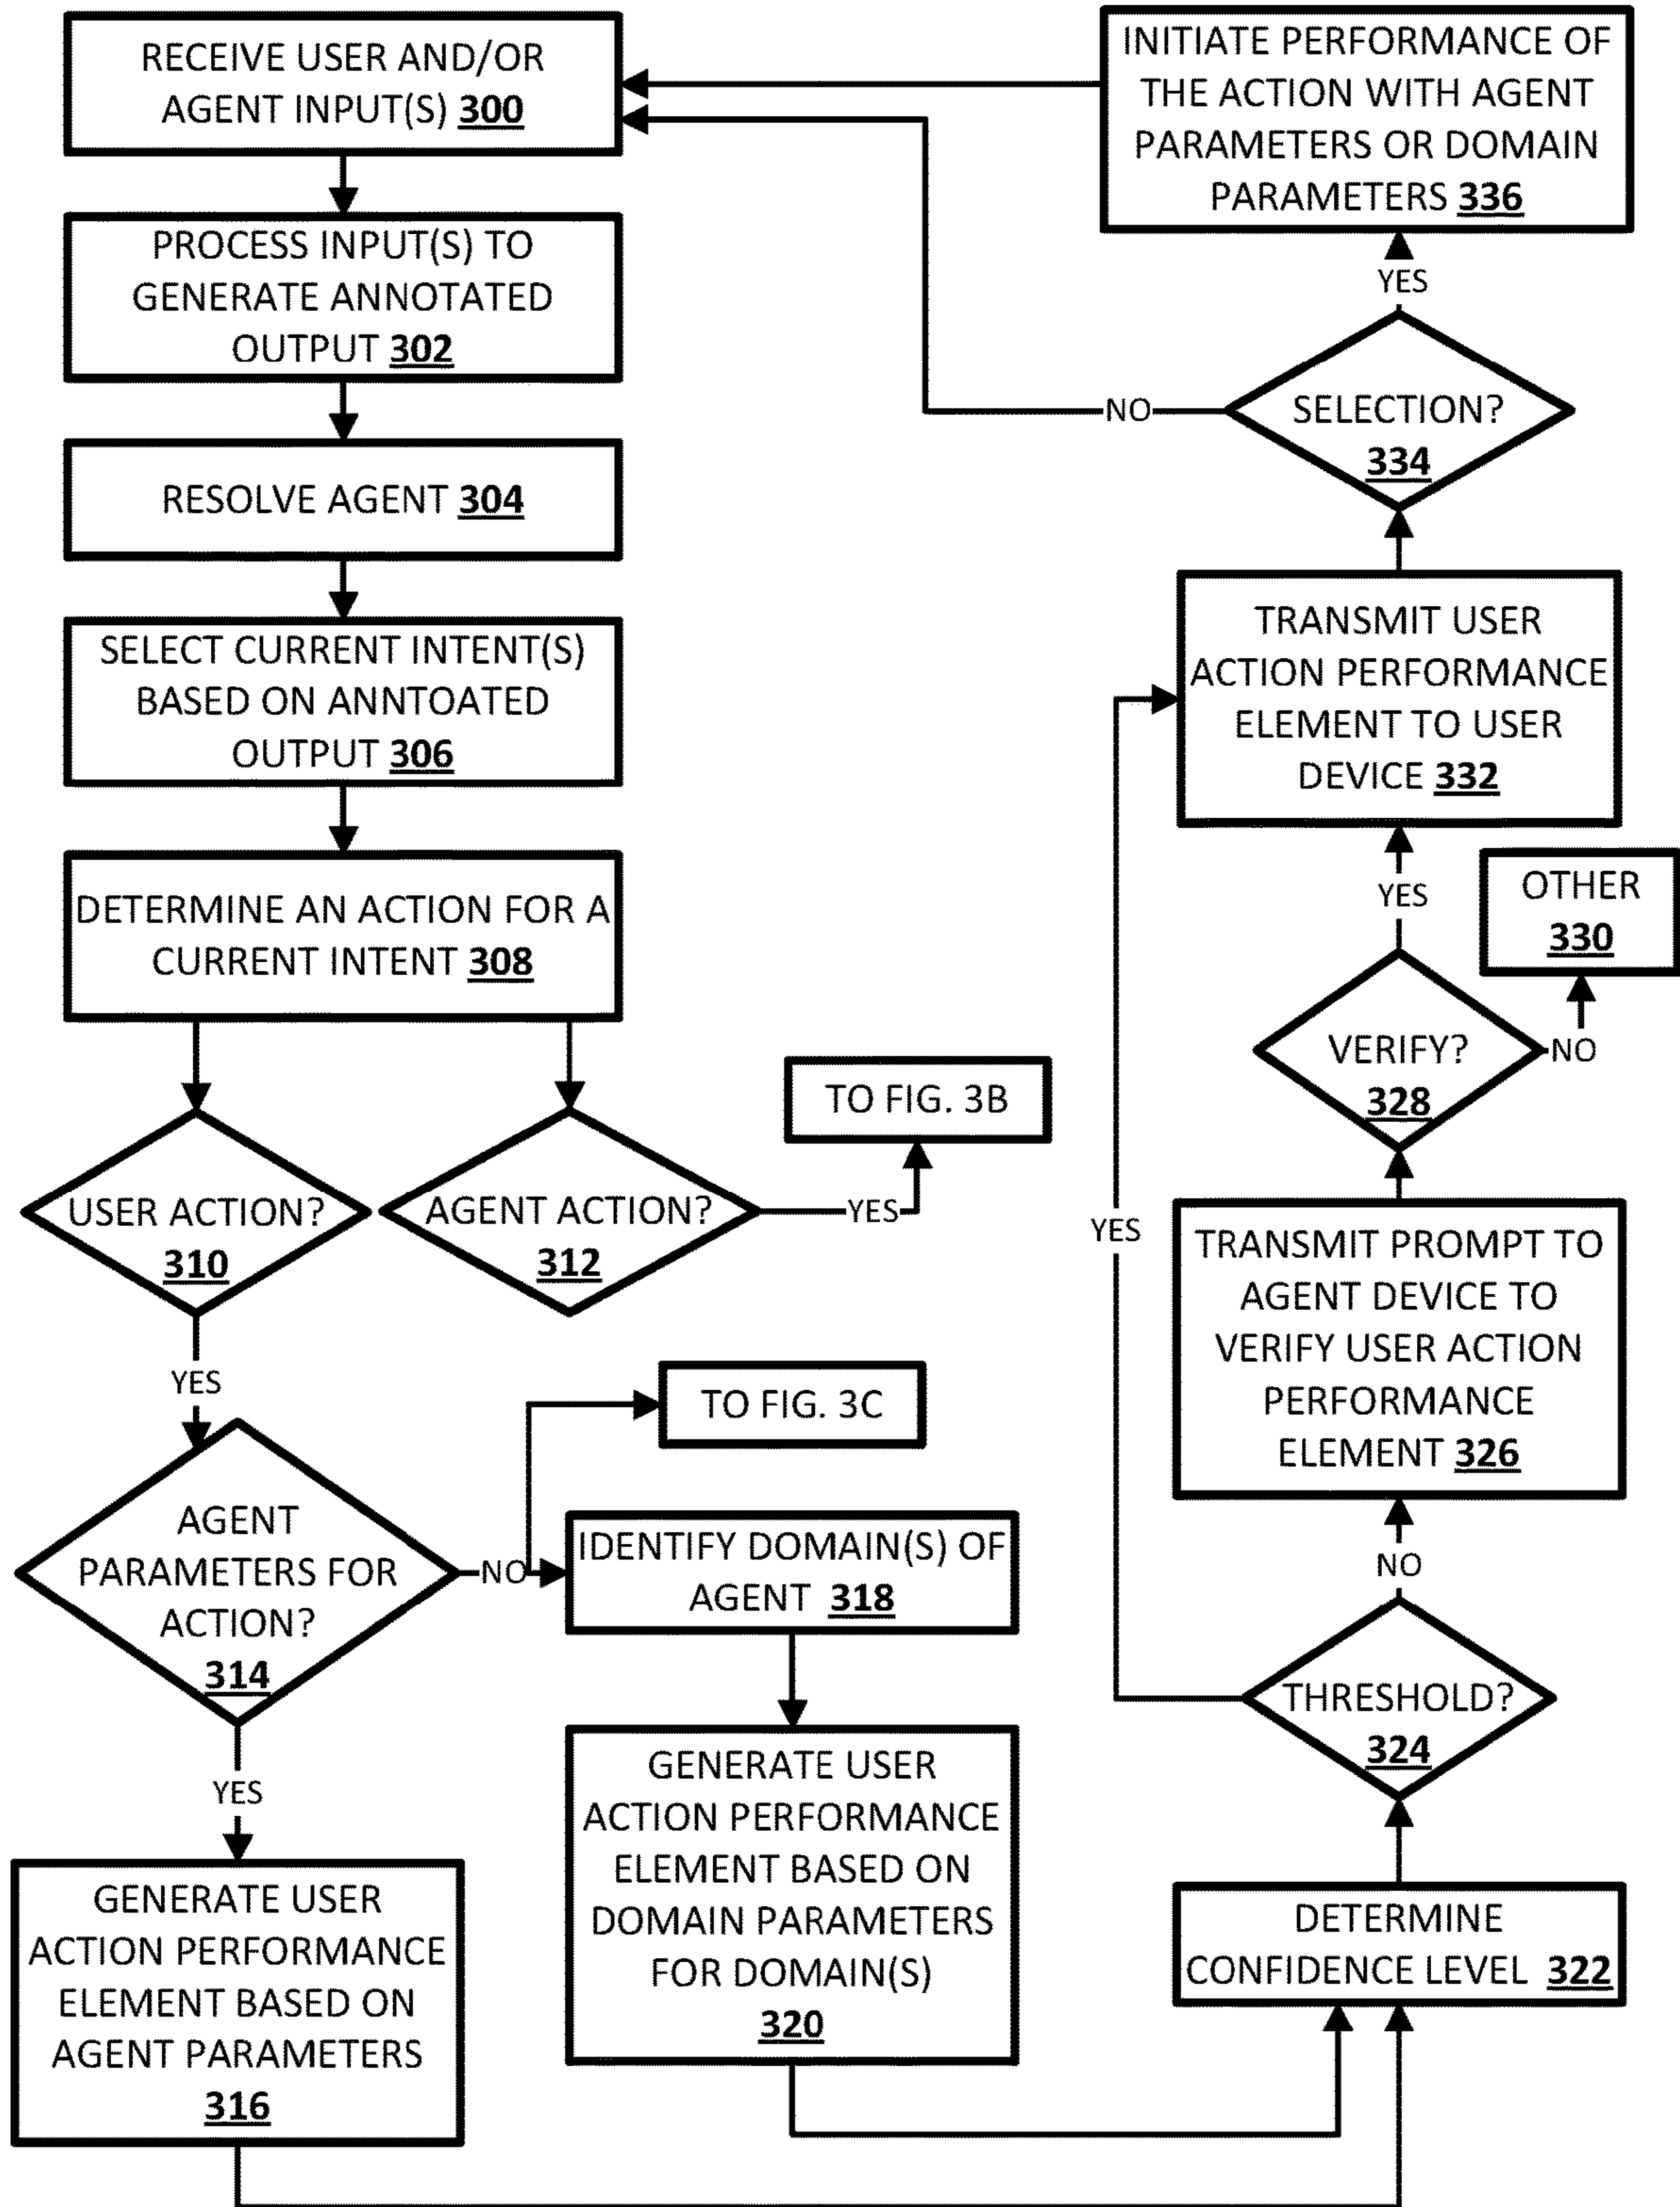 RECEIVE USER AND/OR
AGENT INPUT(S) 300
PROCESS INPUT(S) TO
GENERATE ANNOTATED
OUTPUT 302
RESOLVE AGENT 304
SELECT CURRENT INTENT(S)
BASED ON ANNTOATED
OUTPUT 306
DETERMINE AN ACTION FOR A
CURRENT INTENT 308
USER ACTION?
310
AGENT ACTION?
312
YES
TO FIG. 3B
YES
AGENT
PARAMETERS FOR
ACTION?
314
NO
TO FIG. 3C
YES
GENERATE USER
ACTION PERFORMANCE
ELEMENT BASED ON
AGENT PARAMETERS
316
IDENTIFY DOMAIN(S) OF
AGENT 318
GENERATE USER
ACTION PERFORMANCE
ELEMENT BASED ON
DOMAIN PARAMETERS
FOR DOMAIN(S)
320
DETERMINE
CONFIDENCE LEVEL 322
THRESHOLD?
324
YES
NO
TRANSMIT PROMPT TO
AGENT DEVICE TO
VERIFY USER ACTION
PERFORMANCE
ELEMENT 326
VERIFY?
328
NO
OTHER
330
YES
TRANSMIT USER
ACTION PERFORMANCE
ELEMENT TO USER
DEVICE 332
SELECTION?
334
NO
YES
INITIATE PERFORMANCE OF
THE ACTION WITH AGENT
PARAMETERS OR DOMAIN
PARAMETERS 336